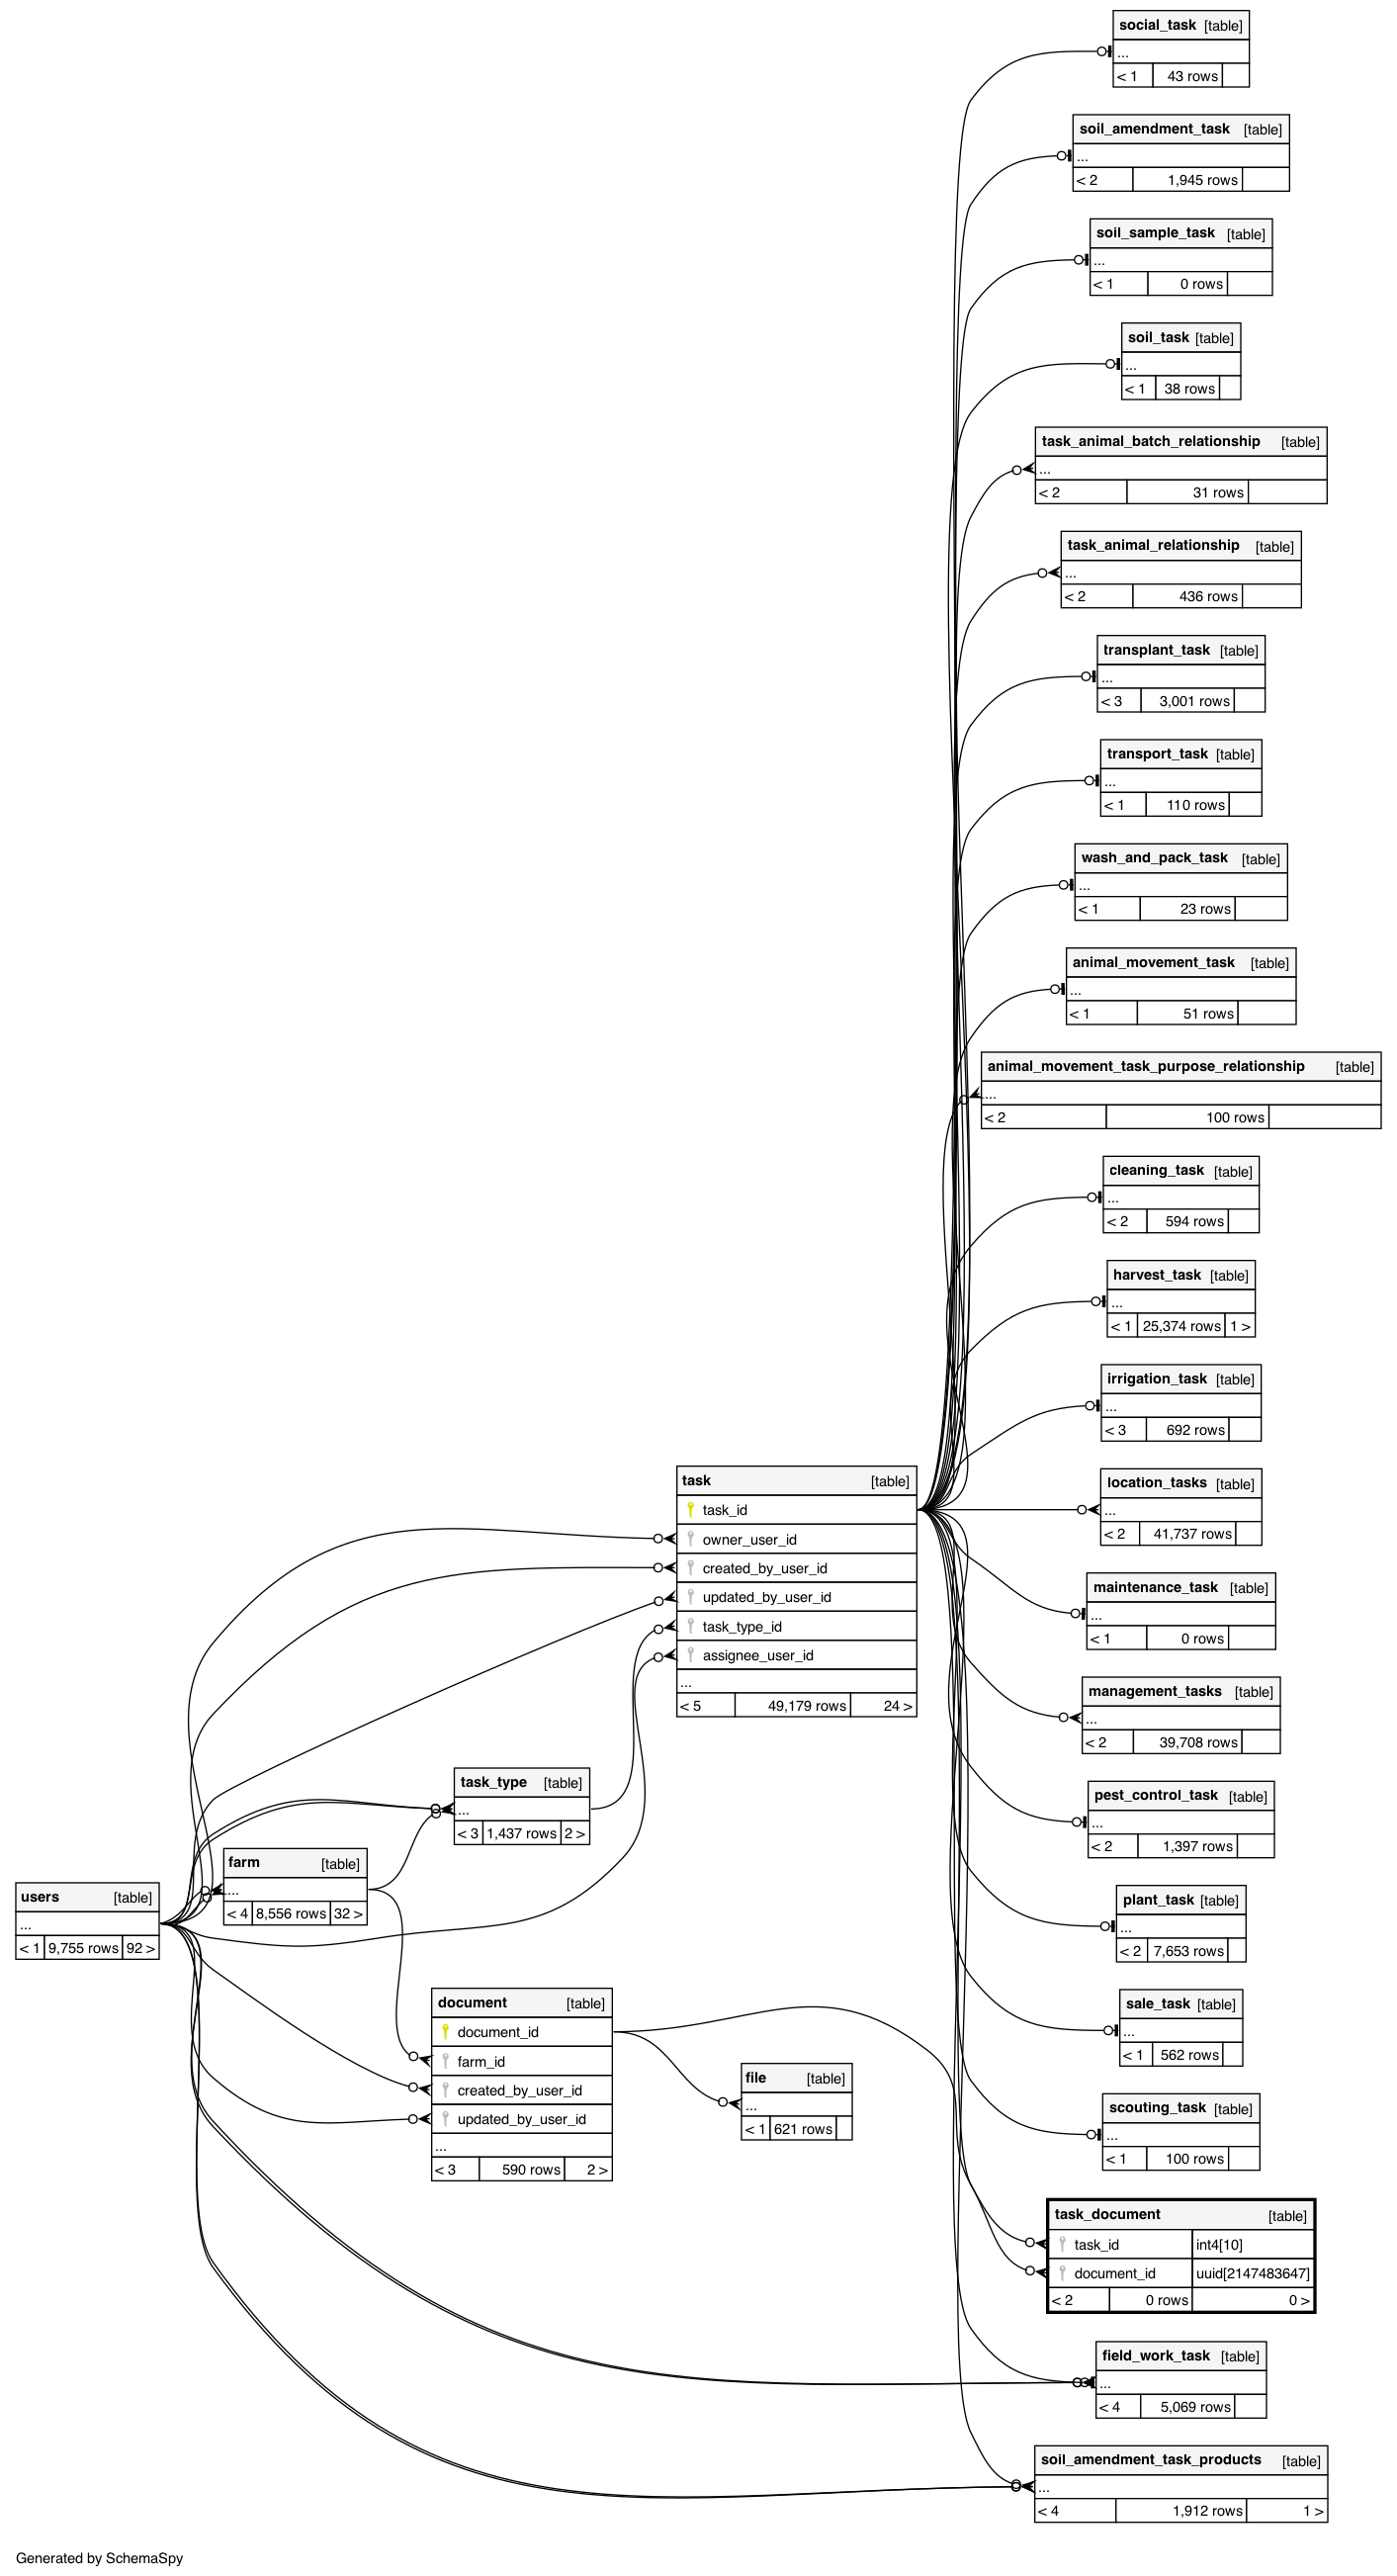 social_task [table]
...
< 1 43 rows
soil_amendment_task [table]
...
< 2 1,945 rows
soil_sample_task [table]
...
< 1 0 rows
soil_task [table]
...
< 1 38 rows
task_animal_batch_relationship [table]
...
< 2 31 rows
task_animal_relationship [table]
...
< 2 436 rows
transplant_task [table]
...
< 3 3,001 rows
transport_task [table]
...
< 1 110 rows
wash_and_pack_task [table]
...
< 1 23 rows
animal_movement_task [table]
...
< 1 51 rows
animal_movement_task_purpose_relationship [table]
...
< 2 100 rows
cleaning_task [table]
...
< 2 594 rows
harvest_task [table]
...
< 1 25,374 rows 1 >
irrigation_task [table]
...
< 3 692 rows
location_tasks [table]
...
< 2 41,737 rows
maintenance_task [table]
...
< 1 0 rows
management_tasks [table]
...
< 2 39,708 rows
pest_control_task [table]
...
< 2 1,397 rows
plant_task [table]
...
< 2 7,653 rows
sale_task [table]
...
< 1 562 rows
scouting_task [table]
...
< 1 100 rows
task_document [table]
task_id int4[10]
document_id uuid[2147483647]
< 2 0 rows 0 >
field_work_task [table]
...
< 4 5,069 rows
soil_amendment_task_products [table]
...
< 4 1,912 rows 1 >
task [table]
task_id
owner_user_id
created_by_user_id
updated_by_user_id
task_type_id
assignee_user_id
...
< 5 49,179 rows 24 >
task_type [table]
...
< 3 1,437 rows 2 >
farm [table]
...
< 4 8,556 rows 32 >
users [table]
...
< 1 9,755 rows 92 >
document [table]
document_id
farm_id
created_by_user_id
updated_by_user_id
...
< 3 590 rows 2 >
file [table]
...
< 1 621 rows
Generated by SchemaSpy